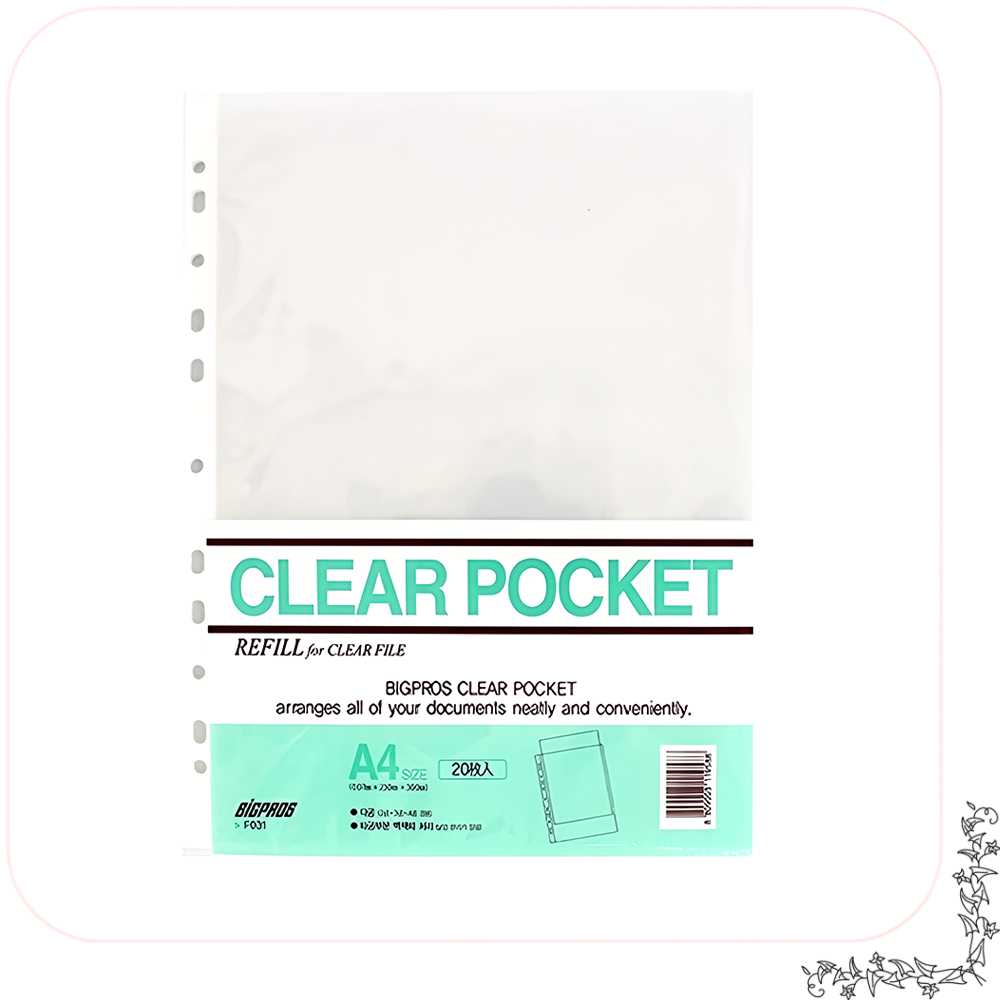 CLEAR POCKET
REFILL for CLEAR FILE
BIGPROS CLEAR POCKET
arranges all of your documents neatly and conveniently.
A4 SIZE
20枚入
BIGPROS
▷ F031